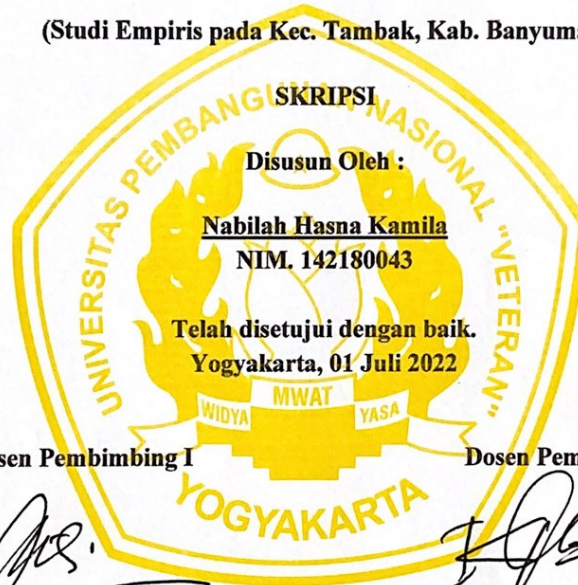 (Studi Empiris pada Kec. Tambak, Kab. Banyuma
SKRIPSI
Disusun Oleh :
Nabilah Hasna Kamila
NIM. 142180043
Telah disetujui dengan baik.
Yogyakarta, 01 Juli 2022
sen Pembimbing I
Dosen Pem
UNIVERSITAS PEMBANGUNAN NASIONAL "VETERAN"
WIDYA MWAT YASA
YOGYAKARTA